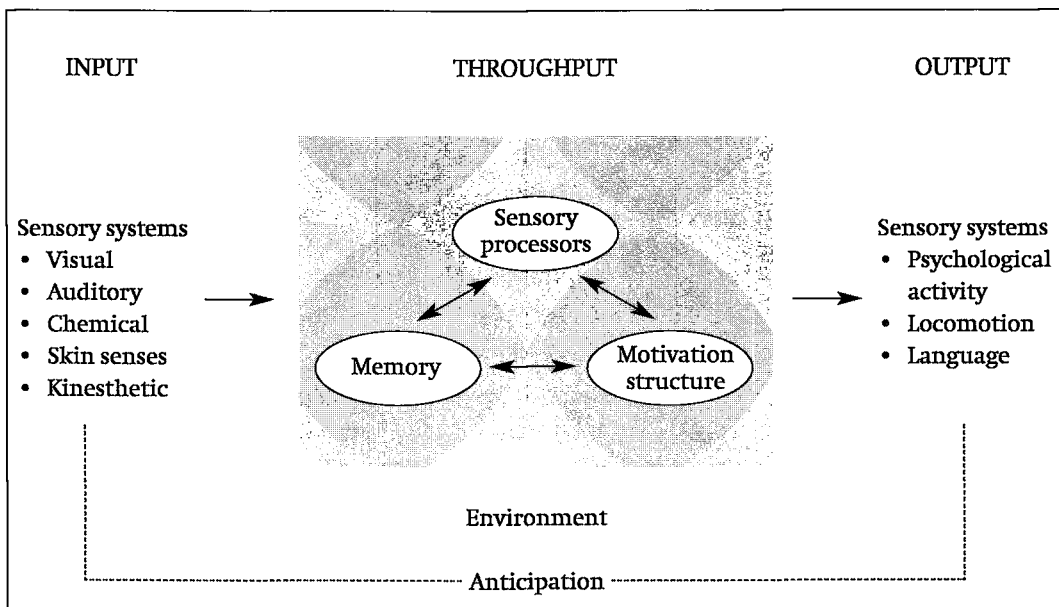 INPUT
THROUGHPUT
OUTPUT
Sensory systems
• Visual
• Auditory
• Chemical
• Skin senses
• Kinesthetic
Sensory
processors
Memory
Motivation
structure
Sensory systems
• Psychological
activity
• Locomotion
• Language
Environment
Anticipation